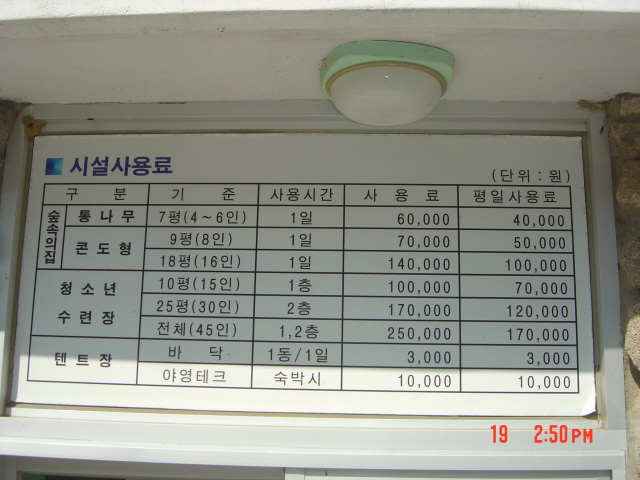 시설사용료
(단위 : 원)
구 분 기 준 사용시간 사 용 료 평일사용료
숲속의집 통 나 무 7평(4~6인) 1일 60,000 40,000
콘 도 형 9평(8인) 1일 70,000 50,000
18평(16인) 1일 140,000 100,000
청 소 년 수 련 장 10평(15인) 1층 100,000 70,000
25평(30인) 2층 170,000 120,000
전체(45인) 1,2층 250,000 170,000
텐 트 장 바 닥 1동/1일 3,000 3,000
야영테크 숙박시 10,000 10,000
19 2:50PM